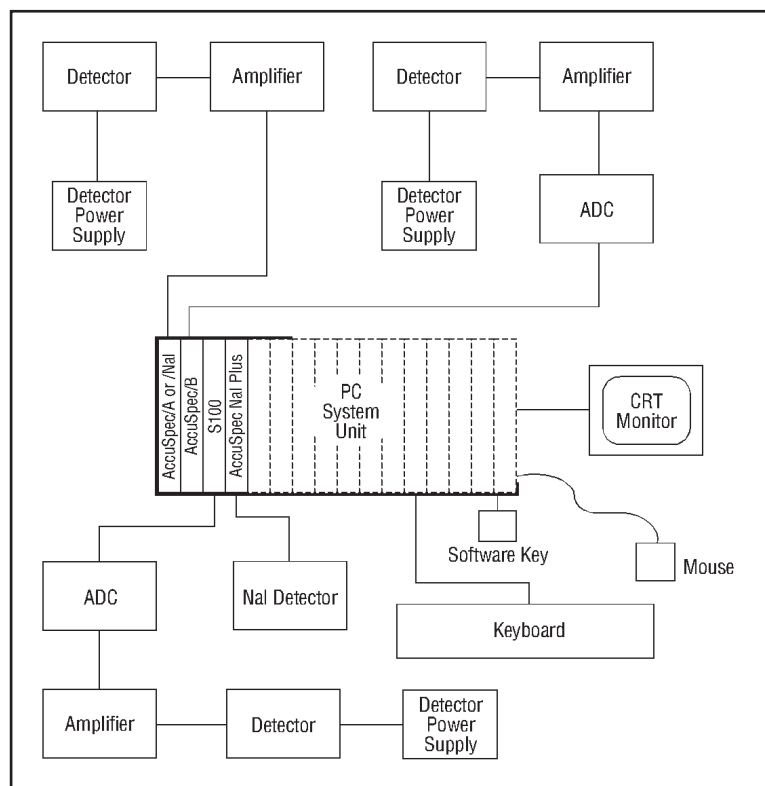 Detector
Amplifier
Detector
Amplifier
Detector
Power
Supply
Detector
Power
Supply
ADC
AccuSpec/A or /NaI
AccuSpec/B
S100
AccuSpec NaI Plus
PC
System
Unit
CRT
Monitor
Software Key
Mouse
ADC
NaI Detector
Keyboard
Amplifier
Detector
Detector
Power
Supply